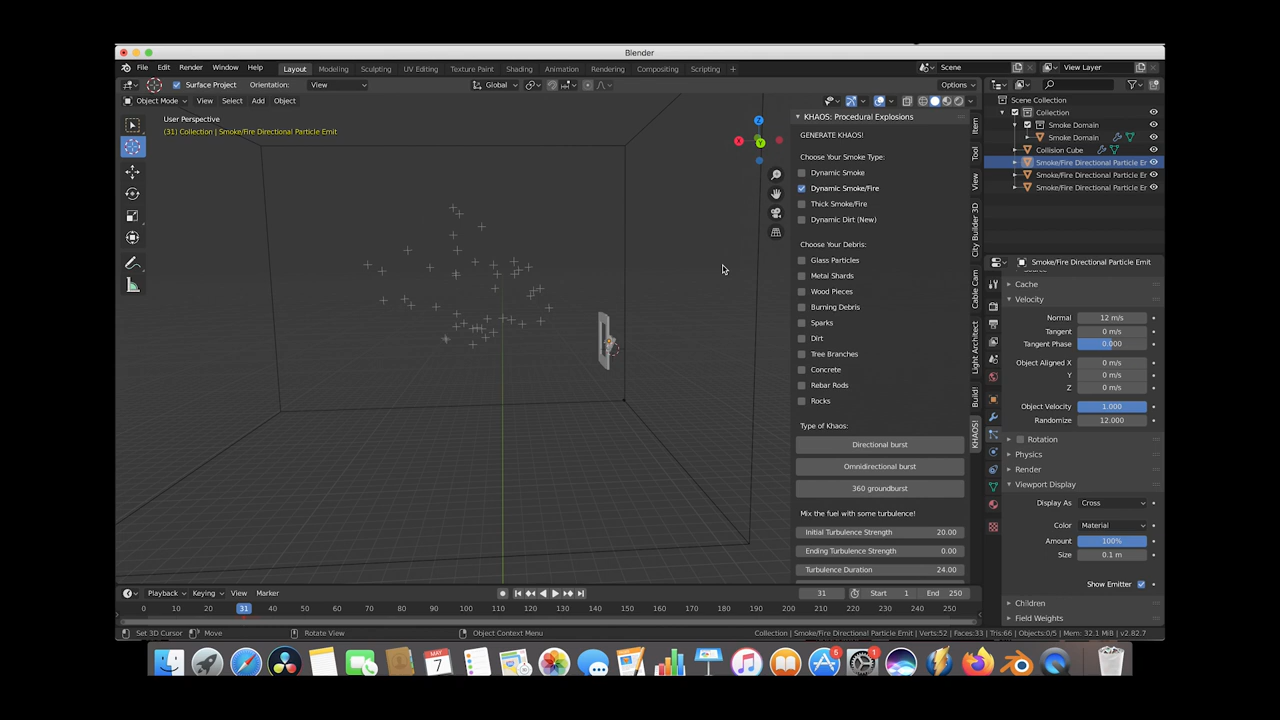 Blender
File Edit Render Window Help
Layout Modeling Sculpting UV Editing Texture Paint Shading Animation Rendering Compositing Scripting +
Scene
View Layer
Surface Project Orientation: View
Global
Options
Object Mode View Select Add Object
User Perspective
(31) Collection | Smoke/Fire Directional Particle Emit
Z
X
Y
KHAOS: Procedural Explosions
GENERATE KHAOS!
Choose Your Smoke Type:
Dynamic Smoke
Dynamic Smoke/Fire
Thick Smoke/Fire
Dynamic Dirt (New)
Choose Your Debris:
Glass Particles
Metal Shards
Wood Pieces
Burning Debris
Sparks
Dirt
Tree Branches
Concrete
Rebar Rods
Rocks
Type of Khaos:
Directional burst
Omnidirectional burst
360 groundburst
Mix the fuel with some turbulence!
Initial Turbulence Strength 20.00
Ending Turbulence Strength 0.00
Turbulence Duration 24.00
Item
Tool
View
City Builder 3D
Cable Cam
Light Architect
Build!
KHAOS!
Scene Collection
Collection
Smoke Domain
Smoke Domain
Collision Cube
Smoke/Fire Directional Particle Er
Smoke/Fire Directional Particle Er
Smoke/Fire Directional Particle Er
Smoke/Fire Directional Particle Emit
Cache
Velocity
Normal 12 m/s
Tangent 0 m/s
Tangent Phase 0.000
Object Aligned X 0 m/s
Y 0 m/s
Z 0 m/s
Object Velocity 1.000
Randomize 12.000
Rotation
Physics
Render
Viewport Display
Display As Cross
Color Material
Amount 100%
Size 0.1 m
Show Emitter
Children
Field Weights
Playback Keying View Marker
31 Start 1 End 250
0 10 20 31 40 50 60 70 80 90 100 110 120 130 140 150 160 170 180 190 200 210 220 230 240 250
Set 3D Cursor Move Rotate View Object Context Menu
Collection | Smoke/Fire Directional Particle Emit | Verts:52 | Faces:33 | Tris:66 | Objects:0/5 | Mem: 32.1 MiB | v2.82.7
MAY
7
6
1